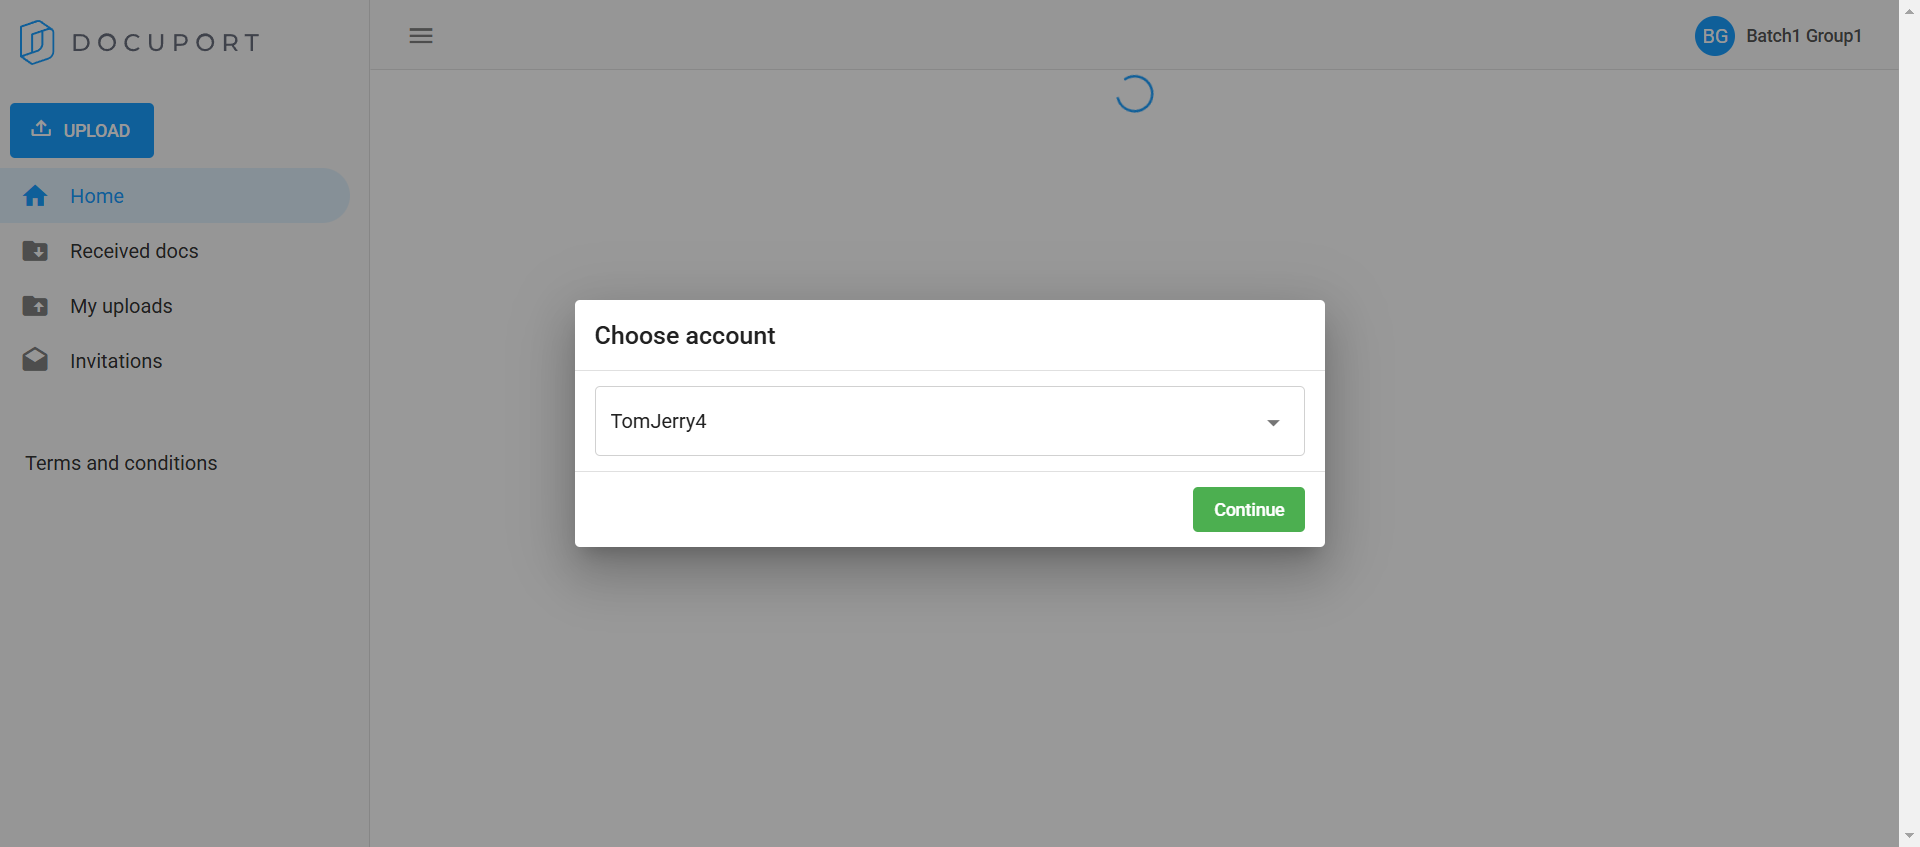 DOCUPORT
BG Batch1 Group1
UPLOAD
Home
Received docs
My uploads
Invitations
Terms and conditions
Choose account
TomJerry4
Continue